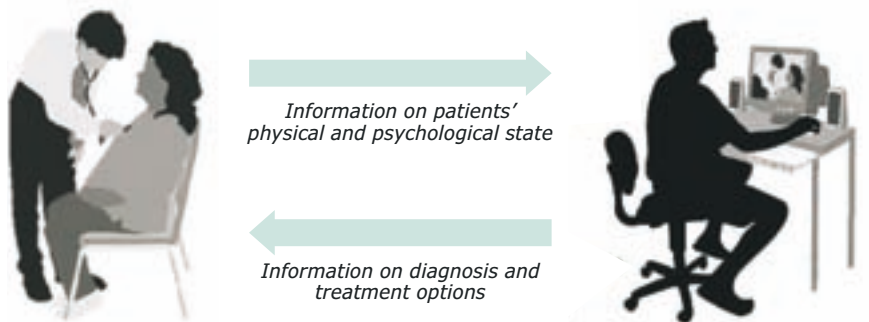 Information on patients'
physical and psychological state
Information on diagnosis and
treatment options